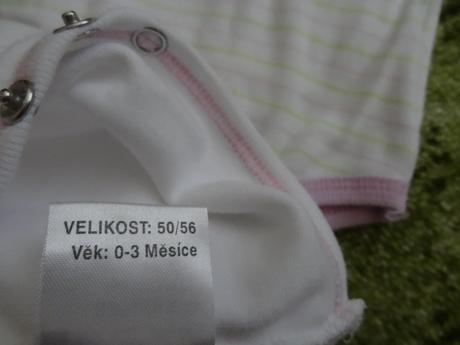 VELIKOST: 50/56
Věk: 0-3 Měsíce